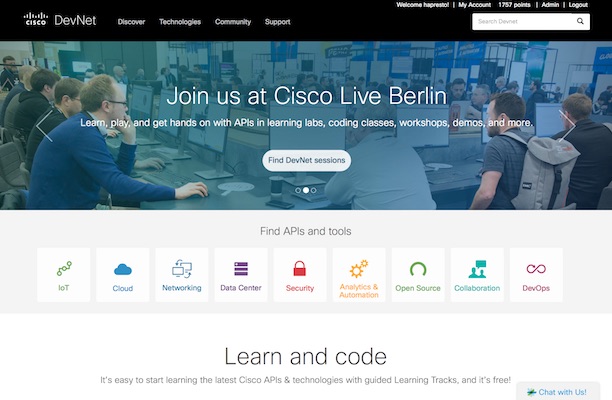 Welcome hapresto! | My Account 1757 points | Admin | Logout
CISCO DevNet Discover Technologies Community Support Search Devnet
Join us at Cisco Live Berlin
Learn, play, and get hands on with APIs in learning labs, coding classes, workshops, demos, and more.
Find DevNet sessions
Find APIs and tools
IoT Cloud Networking Data Center Security Analytics & Automation Open Source Collaboration DevOps
Learn and code
It's easy to start learning the latest Cisco APIs & technologies with guided Learning Tracks, and it's free!
Chat with Us!